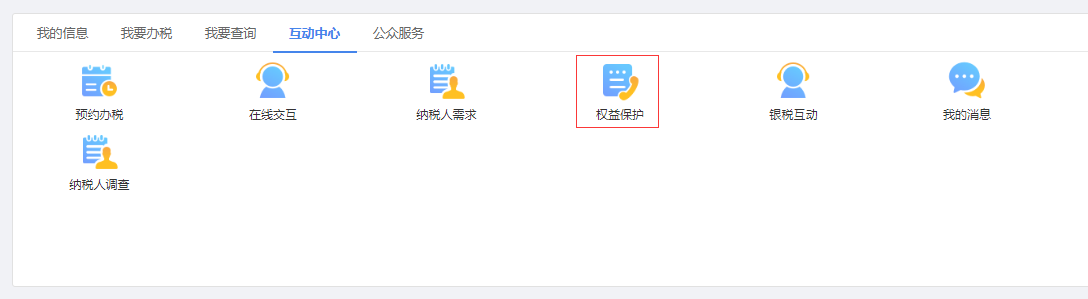 我的信息 我要办税 我要查询 互动中心 公众服务
预约办税 在线交互 纳税人需求 权益保护 银税互动 我的消息
纳税人调查